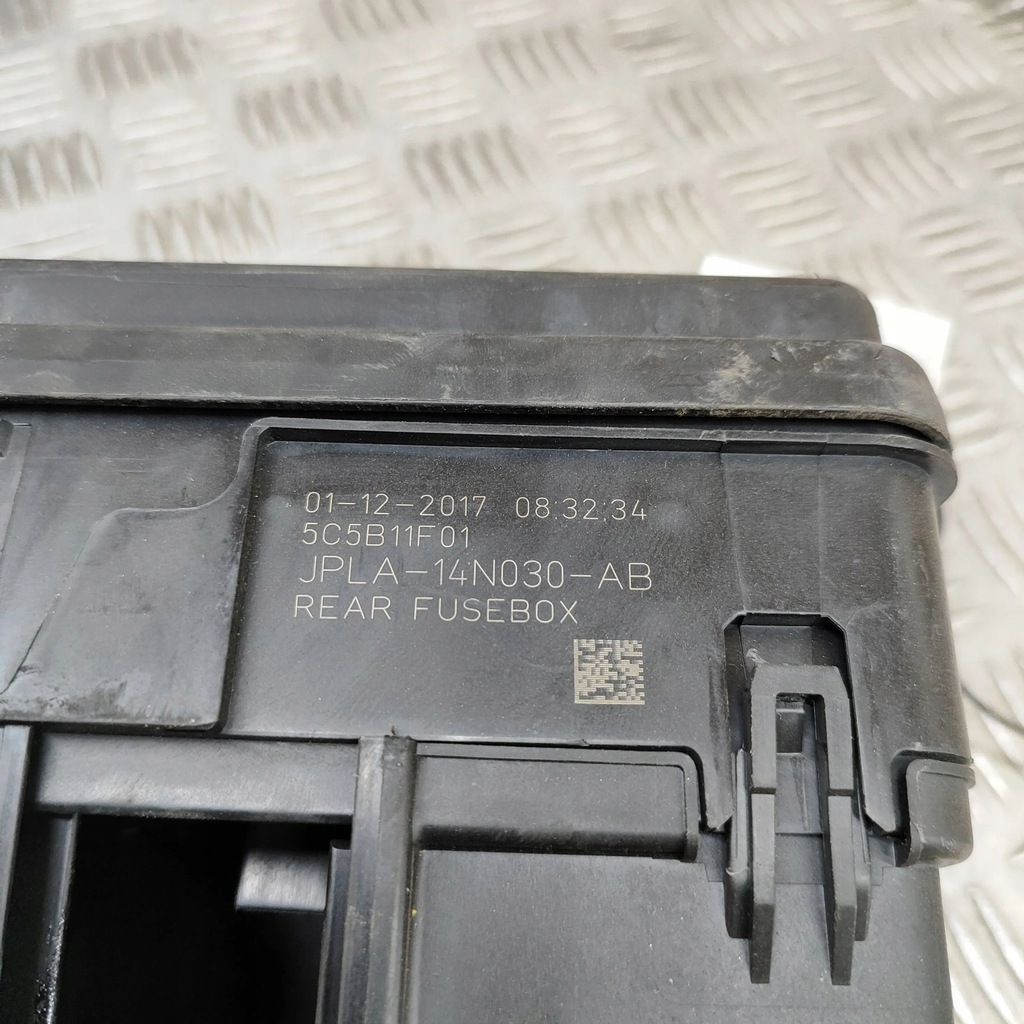 01-12-2017 08:32:34
5C5B11F01
JPLA-14N030-AB
REAR FUSEBOX